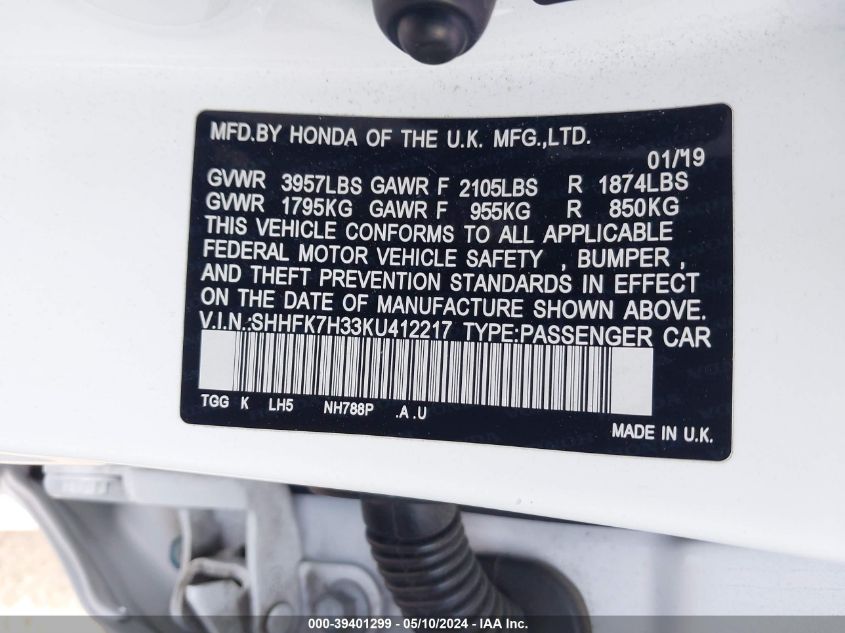 MFD.BY HONDA OF THE U.K. MFG.,LTD.
01/'19
GVWR 3957LBS GAWR F 2105LBS R 1874LBS
GVWR 1795KG GAWR F 955KG R 850KG
THIS VEHICLE CONFORMS TO ALL APPLICABLE
FEDERAL MOTOR VEHICLE SAFETY , BUMPER ,
AND THEFT PREVENTION STANDARDS IN EFFECT
ON THE DATE OF MANUFACTURE SHOWN ABOVE.
V.I.N.:SHHFK7H33KU412217 TYPE:PASSENGER CAR
TGG K LH5 NH788P .A .U
MADE IN U.K.
000-39401299 - 05/10/2024 - IAA Inc.